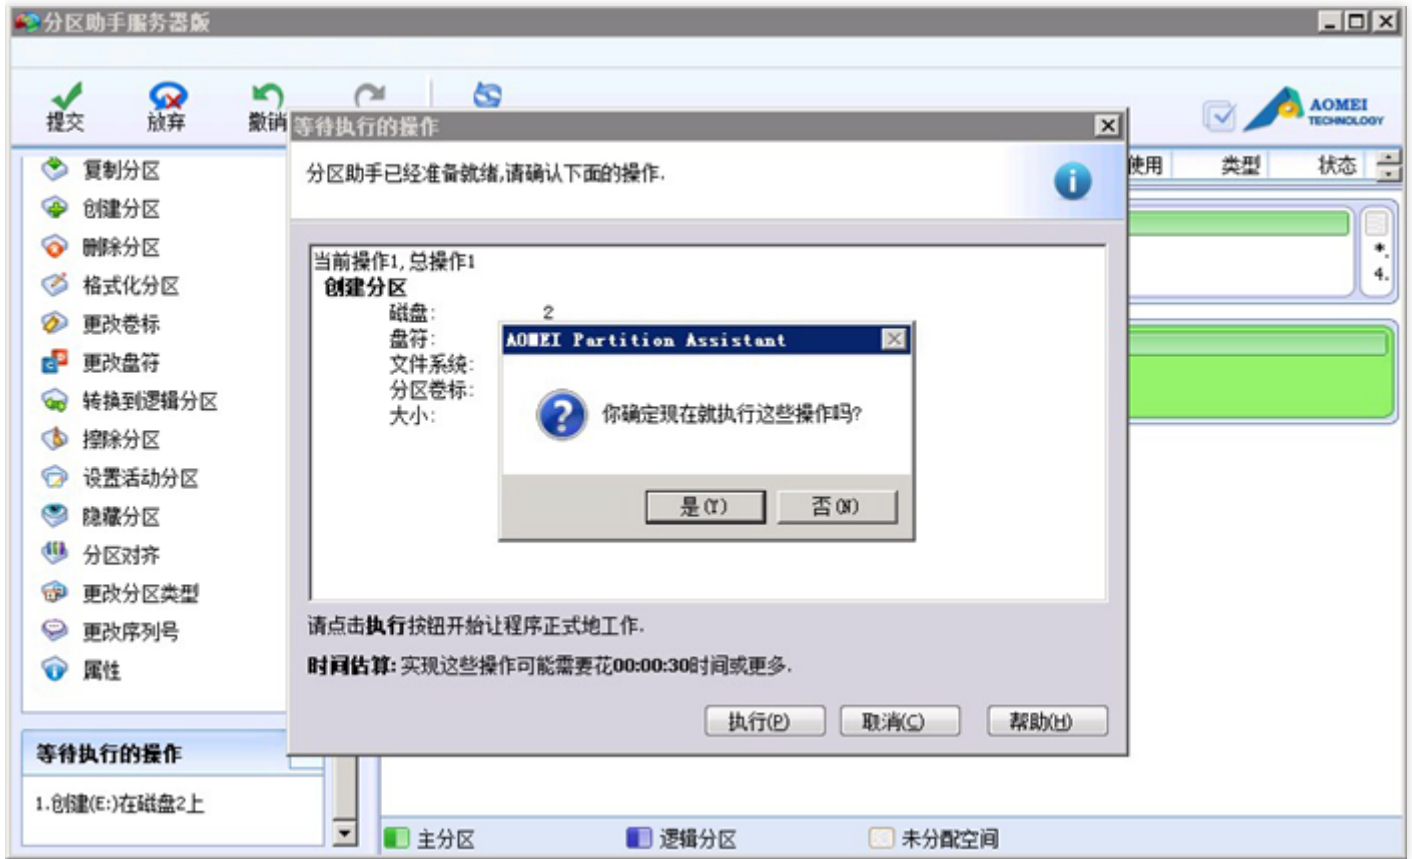 分区助手服务器版
提交
放弃
撤销
AOMEI
TECHNOLOGY
复制分区
创建分区
删除分区
格式化分区
更改卷标
更改盘符
转换到逻辑分区
擦除分区
设置活动分区
隐藏分区
分区对齐
更改分区类型
更改序列号
属性
等待执行的操作
1.创建(E:)在磁盘2上
使用 类型 状态
*.
4.
等待执行的操作
分区助手已经准备就绪,请确认下面的操作.
当前操作1,总操作1
创建分区
磁盘: 2
盘符:
文件系统:
分区卷标:
大小:
AOMEI Partition Assistant
你确定现在就执行这些操作吗?
是(Y) 否(N)
请点击执行按钮开始让程序正式地工作.
时间估算: 实现这些操作可能需要花00:00:30时间或更多.
执行(P) 取消(C) 帮助(H)
主分区 逻辑分区 未分配空间